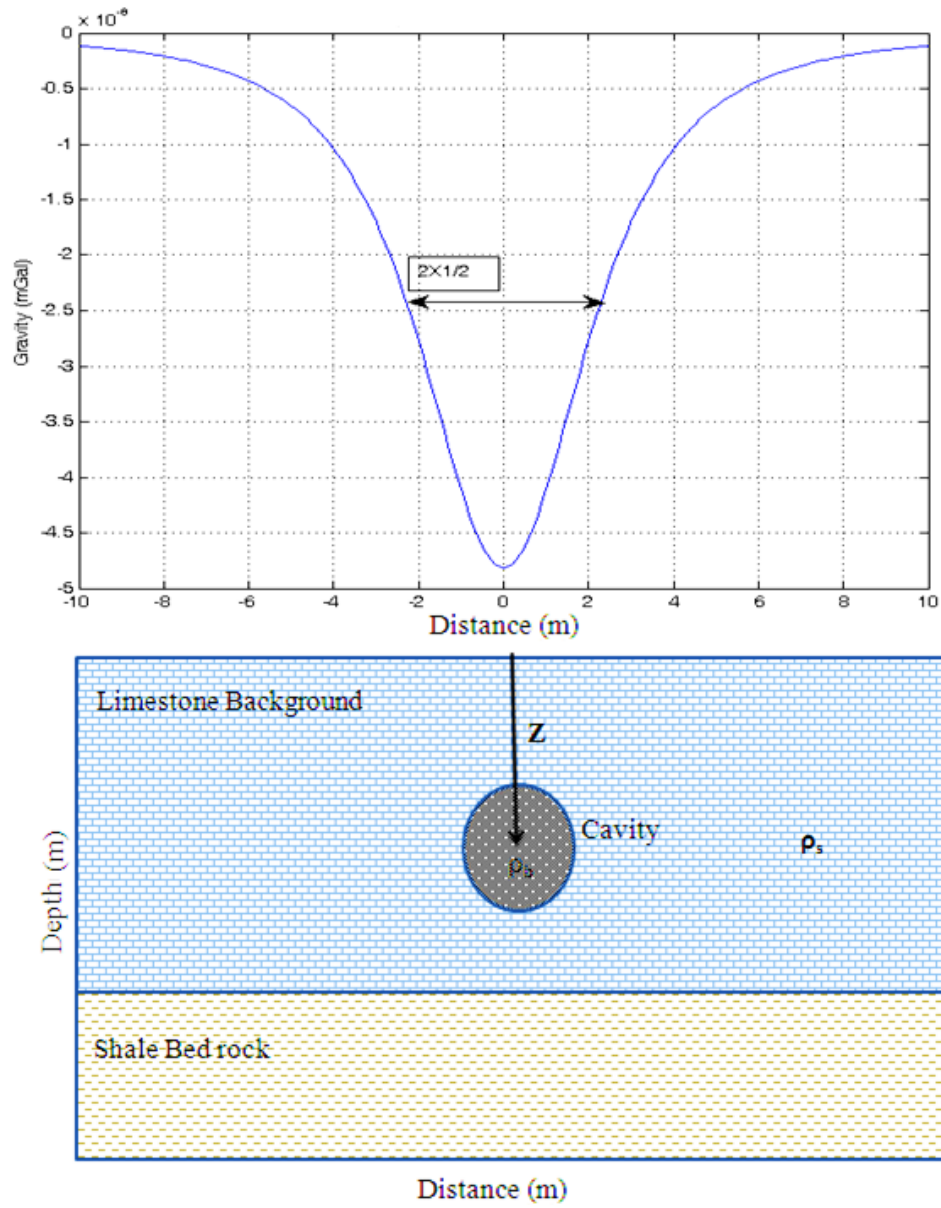 × 10⁻⁸
0
-0.5
-1
-1.5
-2
-2.5
-3
-3.5
-4
-4.5
-5
Gravity (mGal)
2X1/2
-10 -8 -6 -4 -2 0 2 4 6 8 10
Distance (m)
Limestone Background
Z
Cavity
ρs
ρb
Depth (m)
Shale Bed rock
Distance (m)